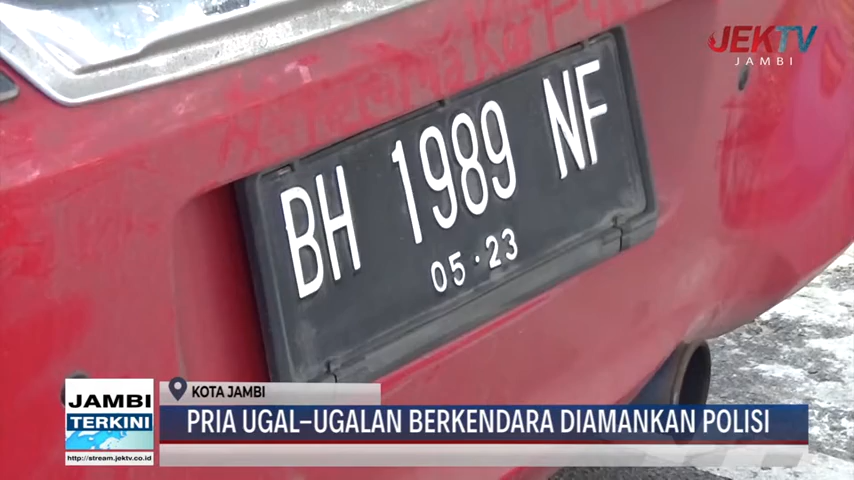 JEKTV
JAMBI
BH 1989 NF
05·23
JAMBI
TERKINI
http://stream.jektv.co.id
KOTA JAMBI
PRIA UGAL-UGALAN BERKENDARA DIAMANKAN POLISI